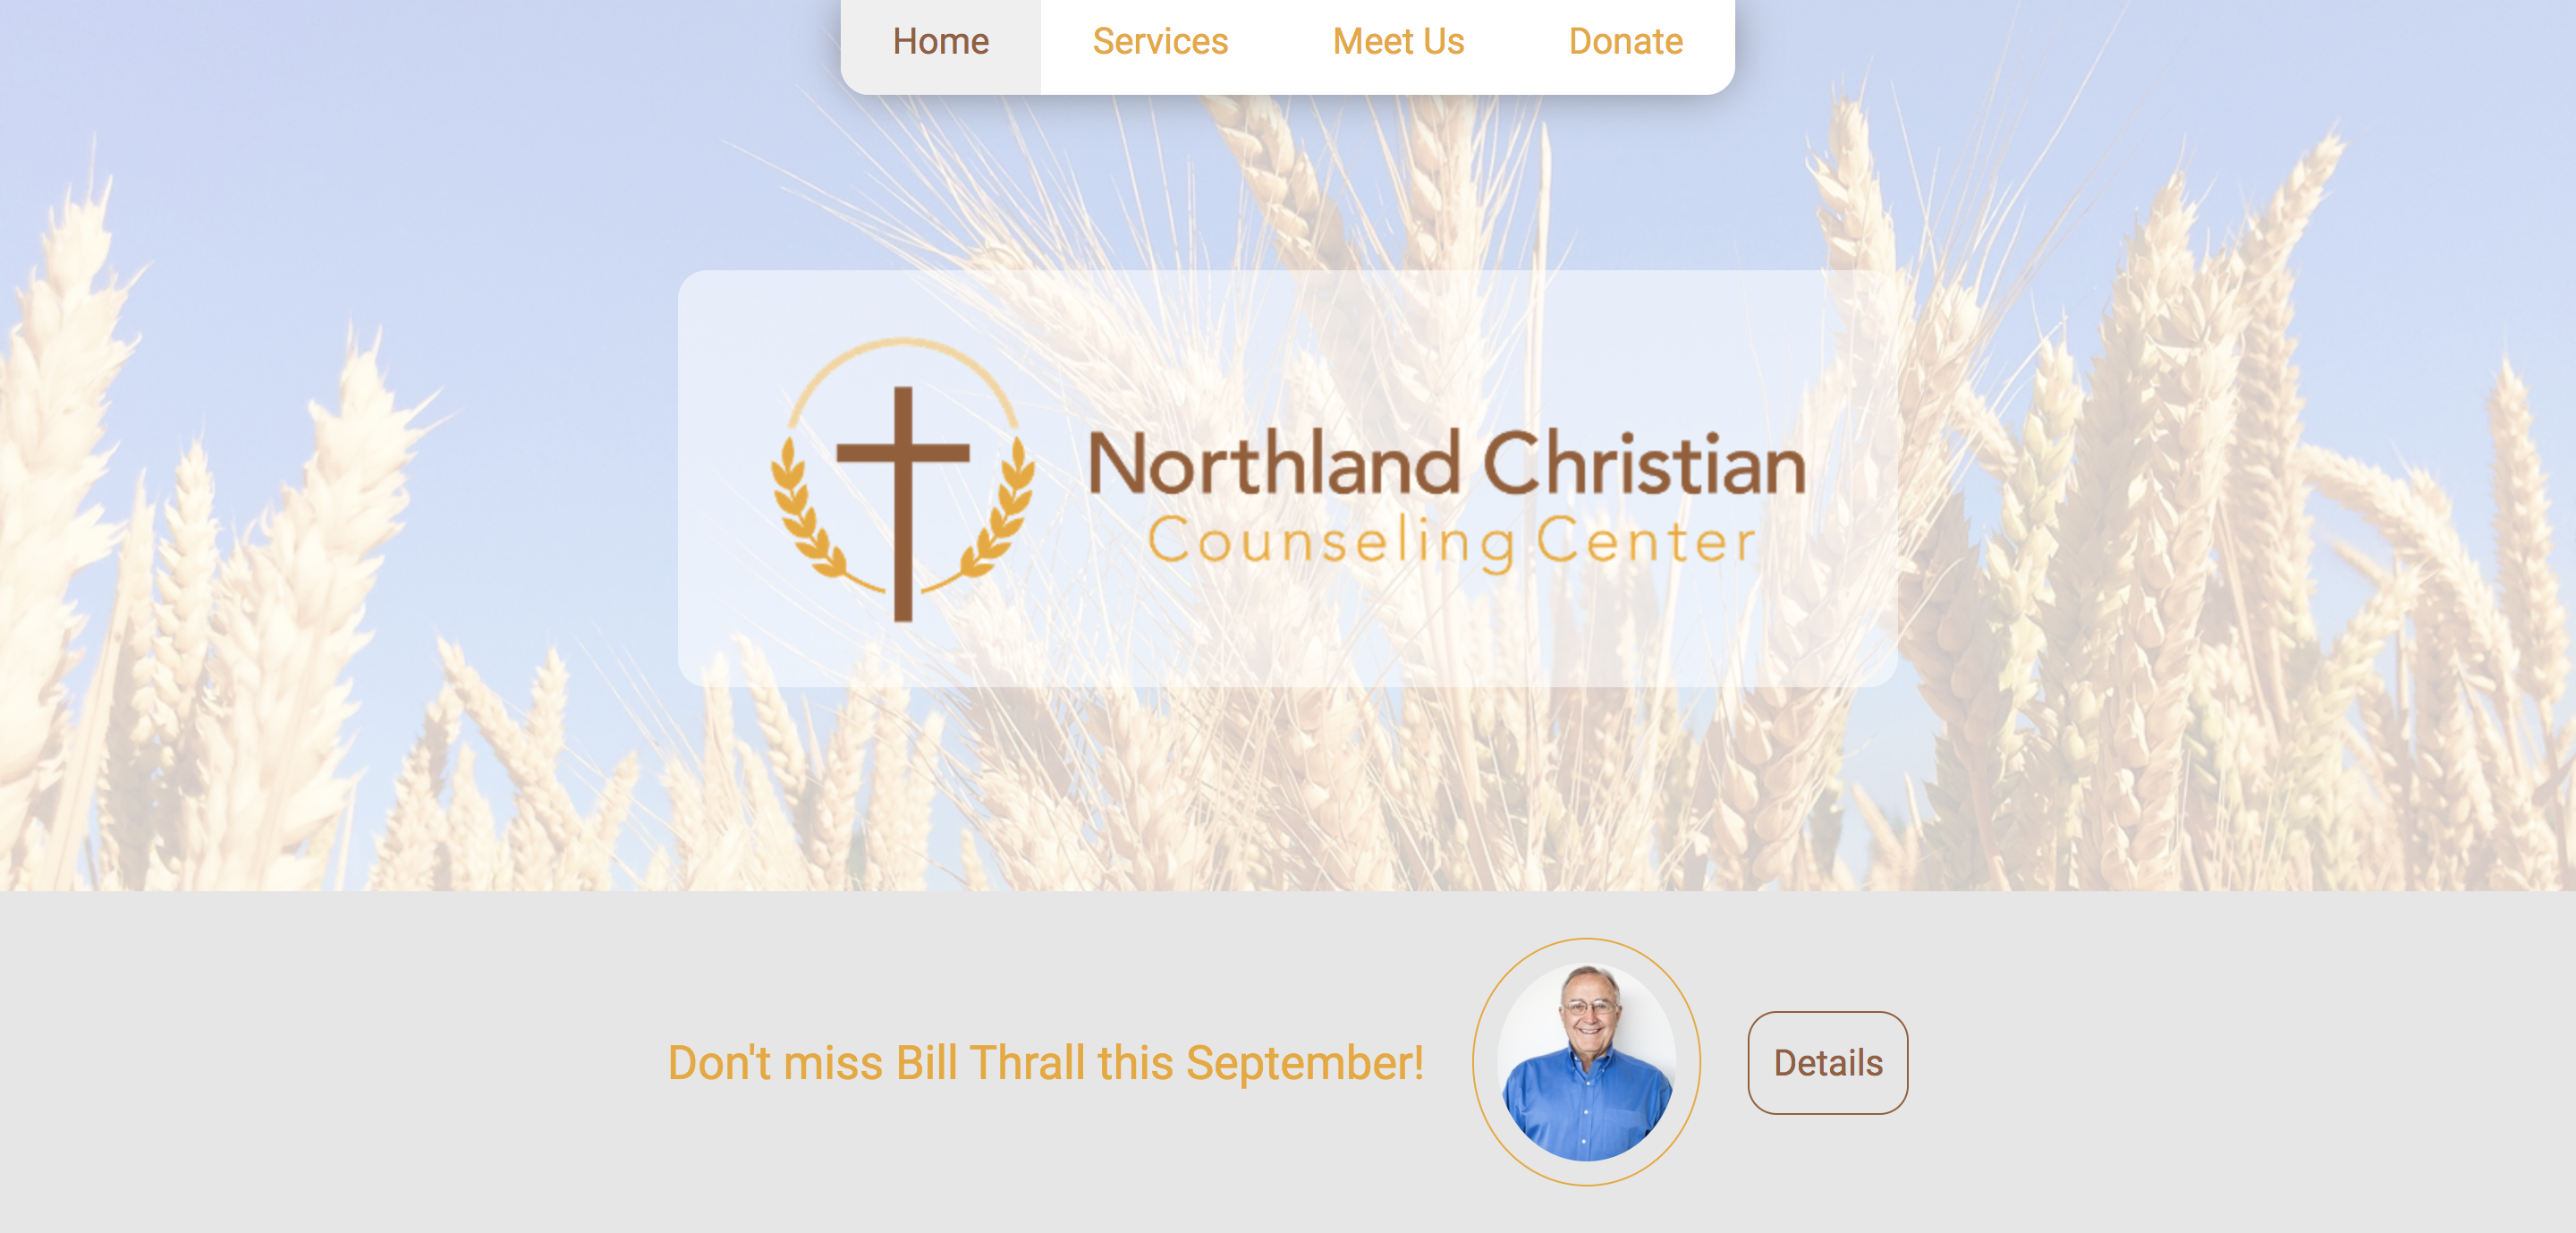 Home Services Meet Us Donate
Northland Christian
Counseling Center
Don't miss Bill Thrall this September!
Details